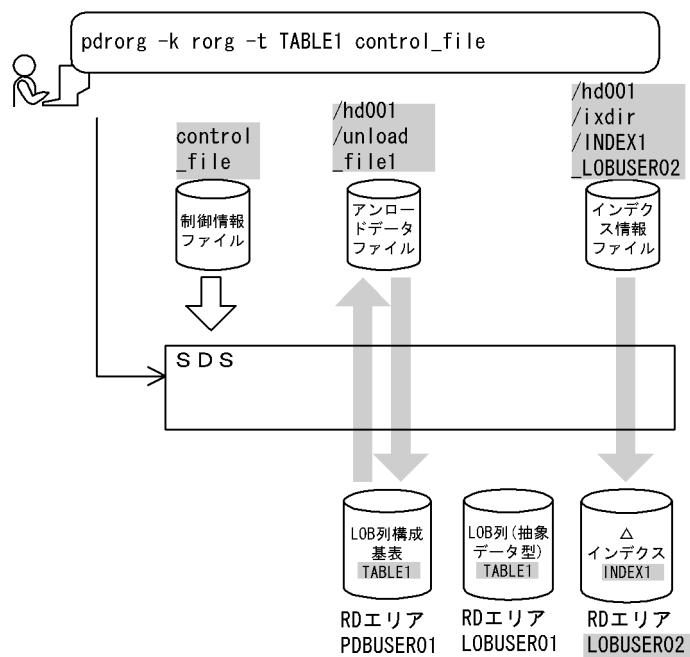 pdrorg -k rorg -t TABLE1 control_file
control
_file
/hd001
/unload
_file1
/hd001
/ixdir
/INDEX1
_LOBUSER02
制御情報
ファイル
アンロー
ドデータ
ファイル
インデク
ス情報
ファイル
ＳＤＳ
LOB列構成
基表
TABLE1
LOB列(抽象
データ型)
TABLE1
△
インデクス
INDEX1
RDエリア
PDBUSER01
RDエリア
LOBUSER01
RDエリア
LOBUSER02